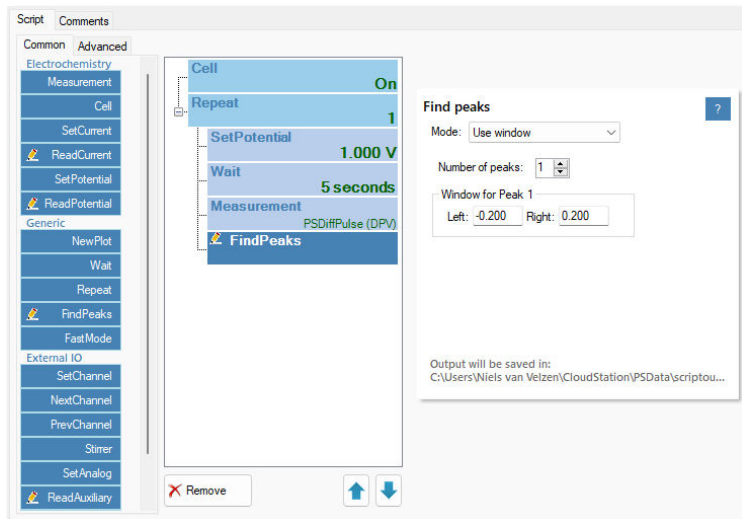 Script Comments
Common Advanced
Electrochemistry
Measurement
Cell
SetCurrent
ReadCurrent
SetPotential
ReadPotential
Generic
NewPlot
Wait
Repeat
FindPeaks
FastMode
External IO
SetChannel
NextChannel
PrevChannel
Stirrer
SetAnalog
ReadAuxiliary
Cell
On
Repeat
1
SetPotential
1.000 V
Wait
5 seconds
Measurement
PSDiffPulse (DPV)
FindPeaks
Remove
Find peaks ?
Mode: Use window
Number of peaks: 1
Window for Peak 1
Left: -0.200 Right: 0.200
Output will be saved in:
C:\Users\Niels van Velzen\CloudStation\PSData\scriptou...